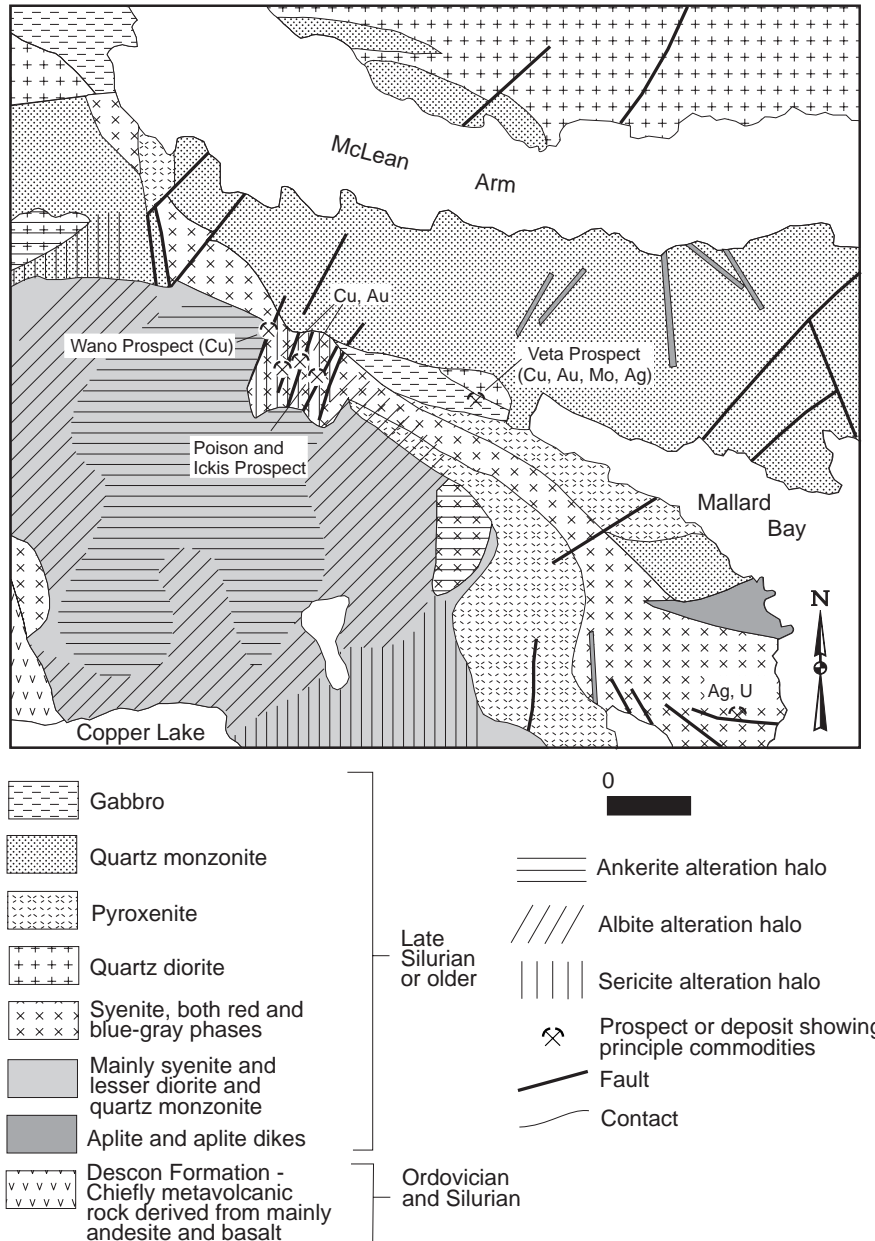 McLean
Arm
Cu, Au
Wano Prospect (Cu)
Veta Prospect
(Cu, Au, Mo, Ag)
Poison and
Ickis Prospect
Mallard
Bay
N
Ag, U
Copper Lake
Gabbro
Quartz monzonite
Pyroxenite
Quartz diorite
Syenite, both red and
blue-gray phases
Mainly syenite and
lesser diorite and
quartz monzonite
Aplite and aplite dikes
Descon Formation -
Chiefly metavolcanic
rock derived from mainly
andesite and basalt
Late
Silurian
or older
Ordovician
and Silurian
0
Ankerite alteration halo
Albite alteration halo
Sericite alteration halo
Prospect or deposit showing
principle commodities
Fault
Contact